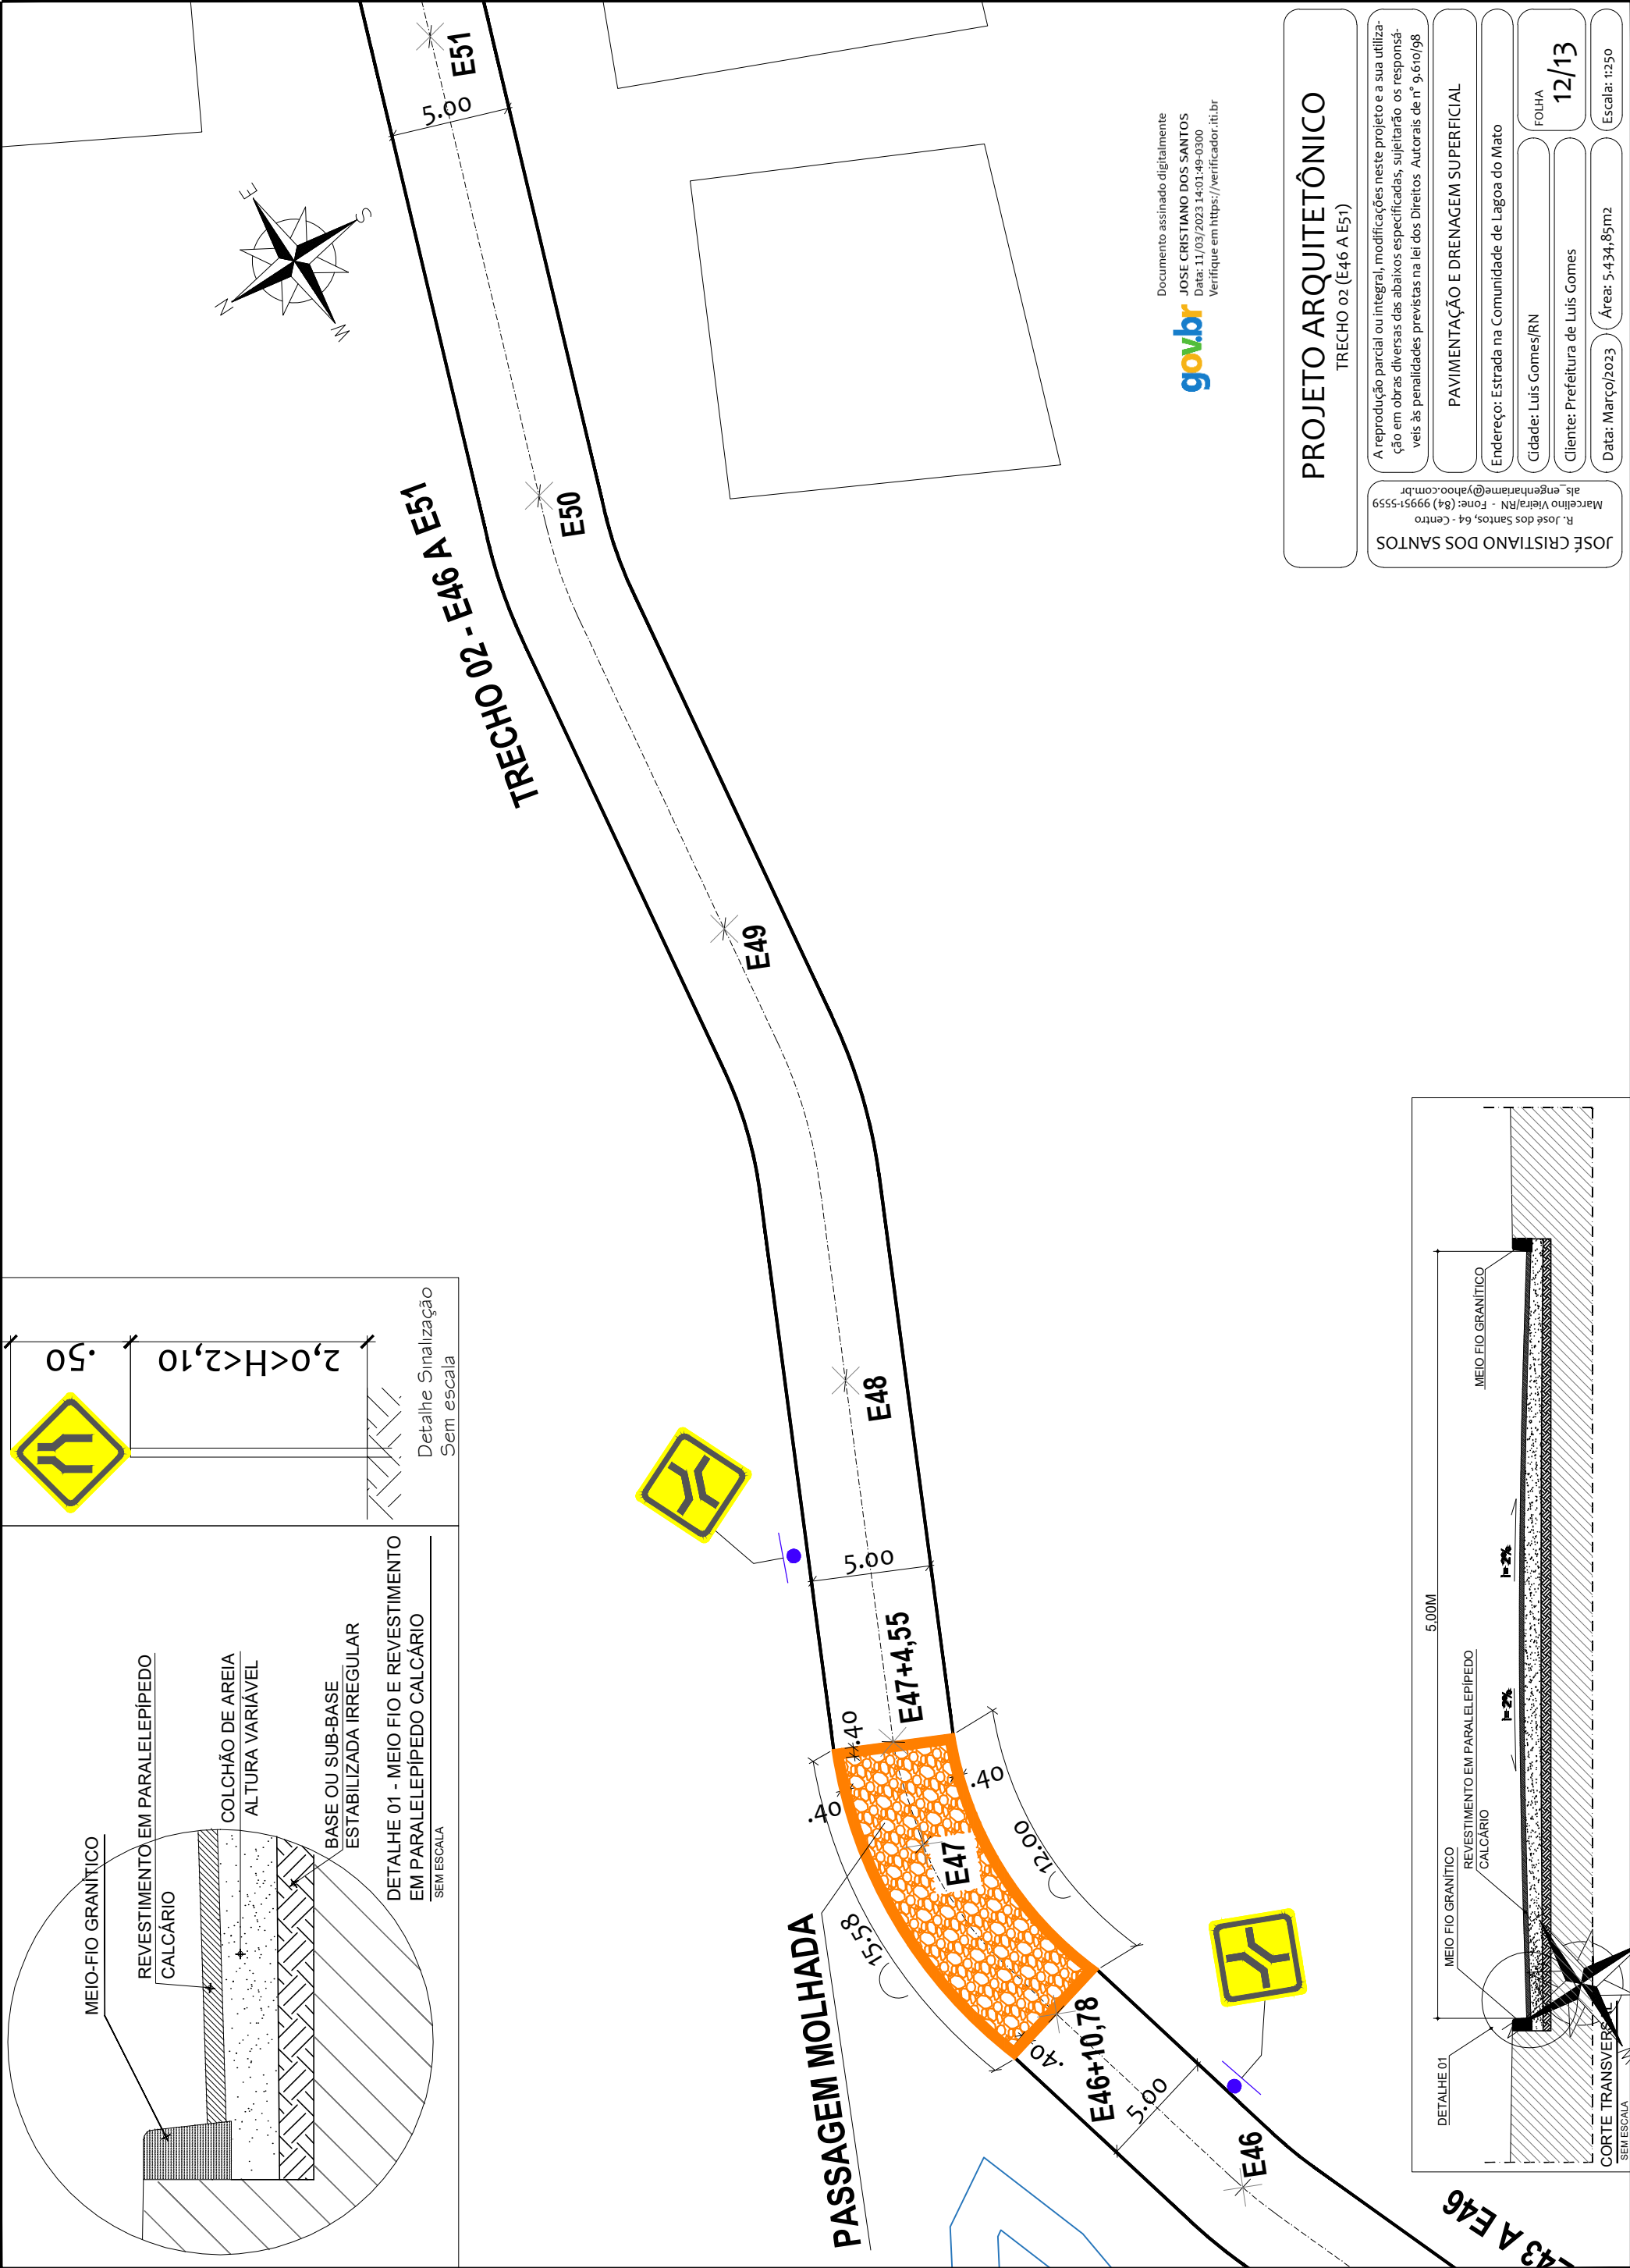 MEIO-FIO GRANÍTICO
REVESTIMENTO EM PARALELEPÍPEDO
CALCÁRIO
COLCHÃO DE AREIA
ALTURA VARIÁVEL
BASE OU SUB-BASE
ESTABILIZADA IRREGULAR
DETALHE 01 - MEIO FIO E REVESTIMENTO
EM PARALELEPÍPEDO CALCÁRIO
SEM ESCALA
.50
2,0<H<2,10
Detalhe Sinalização
Sem escala
N
E
S
W
TRECHO 02 - E46 A E51
E51
5.00
E50
E49
E48
5.00
E47+4,55
.40
.40
.40
E47
12.00
15.58
PASSAGEM MOLHADA
.40
E46+10,78
5.00
E46
E43 A E46
Documento assinado digitalmente
gov.br
JOSE CRISTIANO DOS SANTOS
Data: 11/03/2023 14:01:49-0300
Verifique em https://verificador.iti.br
PROJETO ARQUITETÔNICO
TRECHO 02 (E46 A E51)
A reprodução parcial ou integral, modificações neste projeto e a sua utiliza-
ção em obras diversas das abaixos especificadas, sujeitarão os responsá-
veis às penalidades previstas na lei dos Direitos Autorais de n° 9.610/98
PAVIMENTAÇÃO E DRENAGEM SUPERFICIAL
Endereço: Estrada na Comunidade de Lagoa do Mato
Cidade: Luis Gomes/RN
FOLHA
12/13
Cliente: Prefeitura de Luis Gomes
Data: Março/2023
Área: 5.434,85m2
Escala: 1:250
JOSÉ CRISTIANO DOS SANTOS
R. José dos Santos, 64 - Centro
Marcelino Vieira/RN - Fone: (84) 99951-5559
als_engenhariame@yahoo.com.br
5,00M
DETALHE 01
MEIO FIO GRANÍTICO
REVESTIMENTO EM PARALELEPÍPEDO
CALCÁRIO
I=2%
I=2%
MEIO FIO GRANÍTICO
CORTE TRANSVERSAL
SEM ESCALA